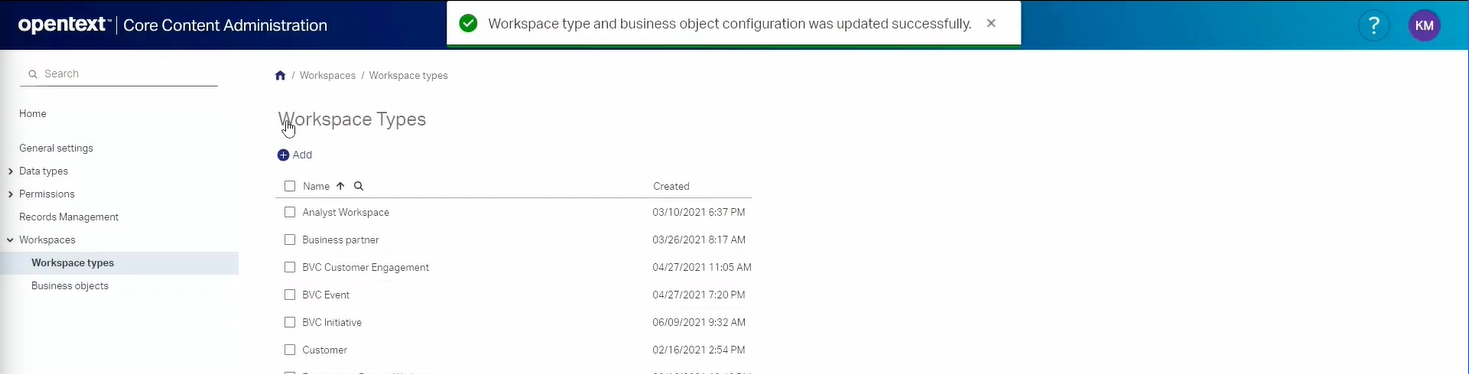 opentext™ | Core Content Administration
Workspace type and business object configuration was updated successfully.
? KM
Search
Home
General settings
Data types
Permissions
Records Management
Workspaces
Workspace types
Business objects
/ Workspaces / Workspace types
Workspace Types
Add
Name Created
Analyst Workspace 03/10/2021 6:37 PM
Business partner 03/26/2021 8:17 AM
BVC Customer Engagement 04/27/2021 11:05 AM
BVC Event 04/27/2021 7:20 PM
BVC Initiative 06/09/2021 9:32 AM
Customer 02/16/2021 2:54 PM